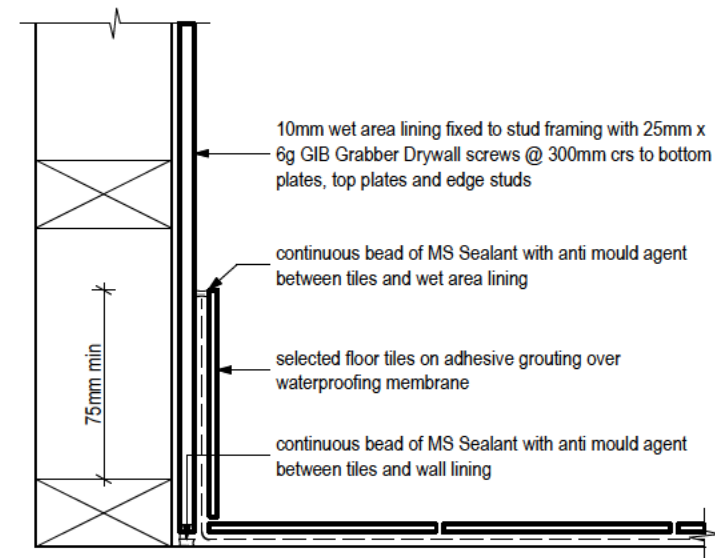 10mm wet area lining fixed to stud framing with 25mm x
6g GIB Grabber Drywall screws @ 300mm crs to bottom
plates, top plates and edge studs
continuous bead of MS Sealant with anti mould agent
between tiles and wet area lining
75mm min
selected floor tiles on adhesive grouting over
waterproofing membrane
continuous bead of MS Sealant with anti mould agent
between tiles and wall lining